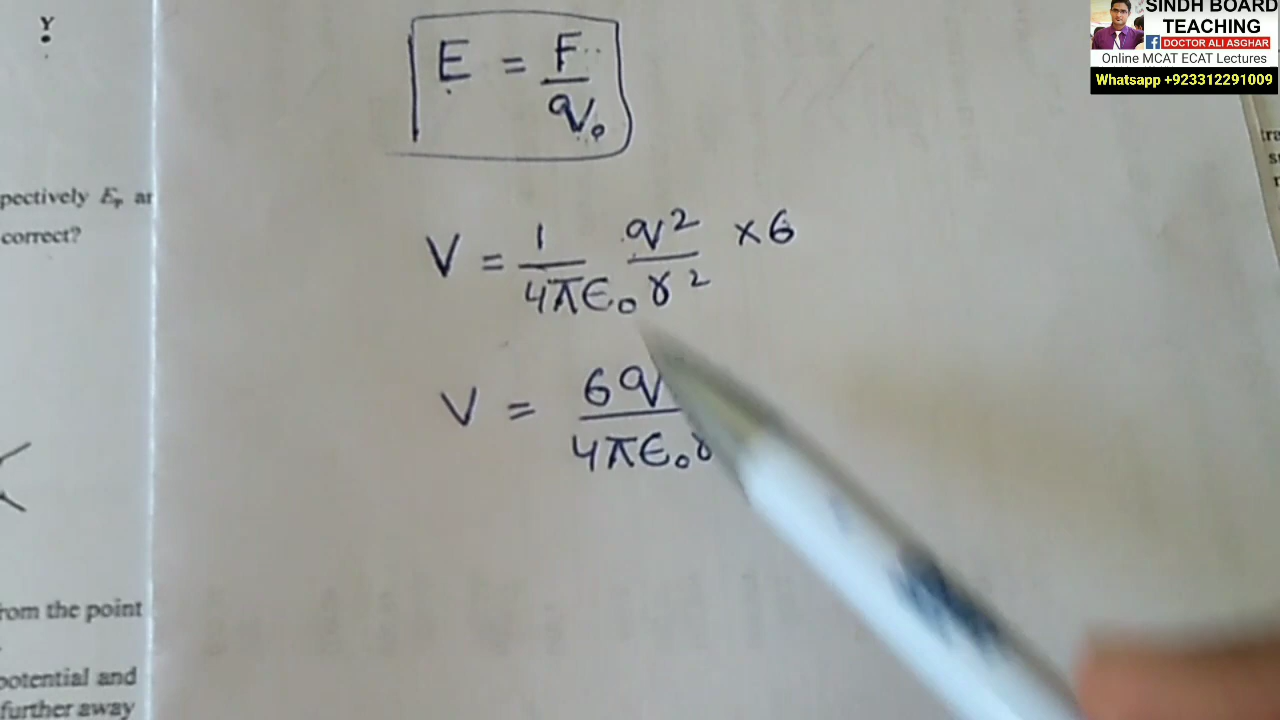 SINDH BOARD
TEACHING
f DOCTOR ALI ASGHAR
Online MCAT ECAT Lectures
Whatsapp +923312291009
Y
E = F/q₀
pectively Eₚ ar
correct?
V = 1/4πϵ₀ q²/r² × 6
V = 6q/4πϵ₀r
rom the point
potential and
further away